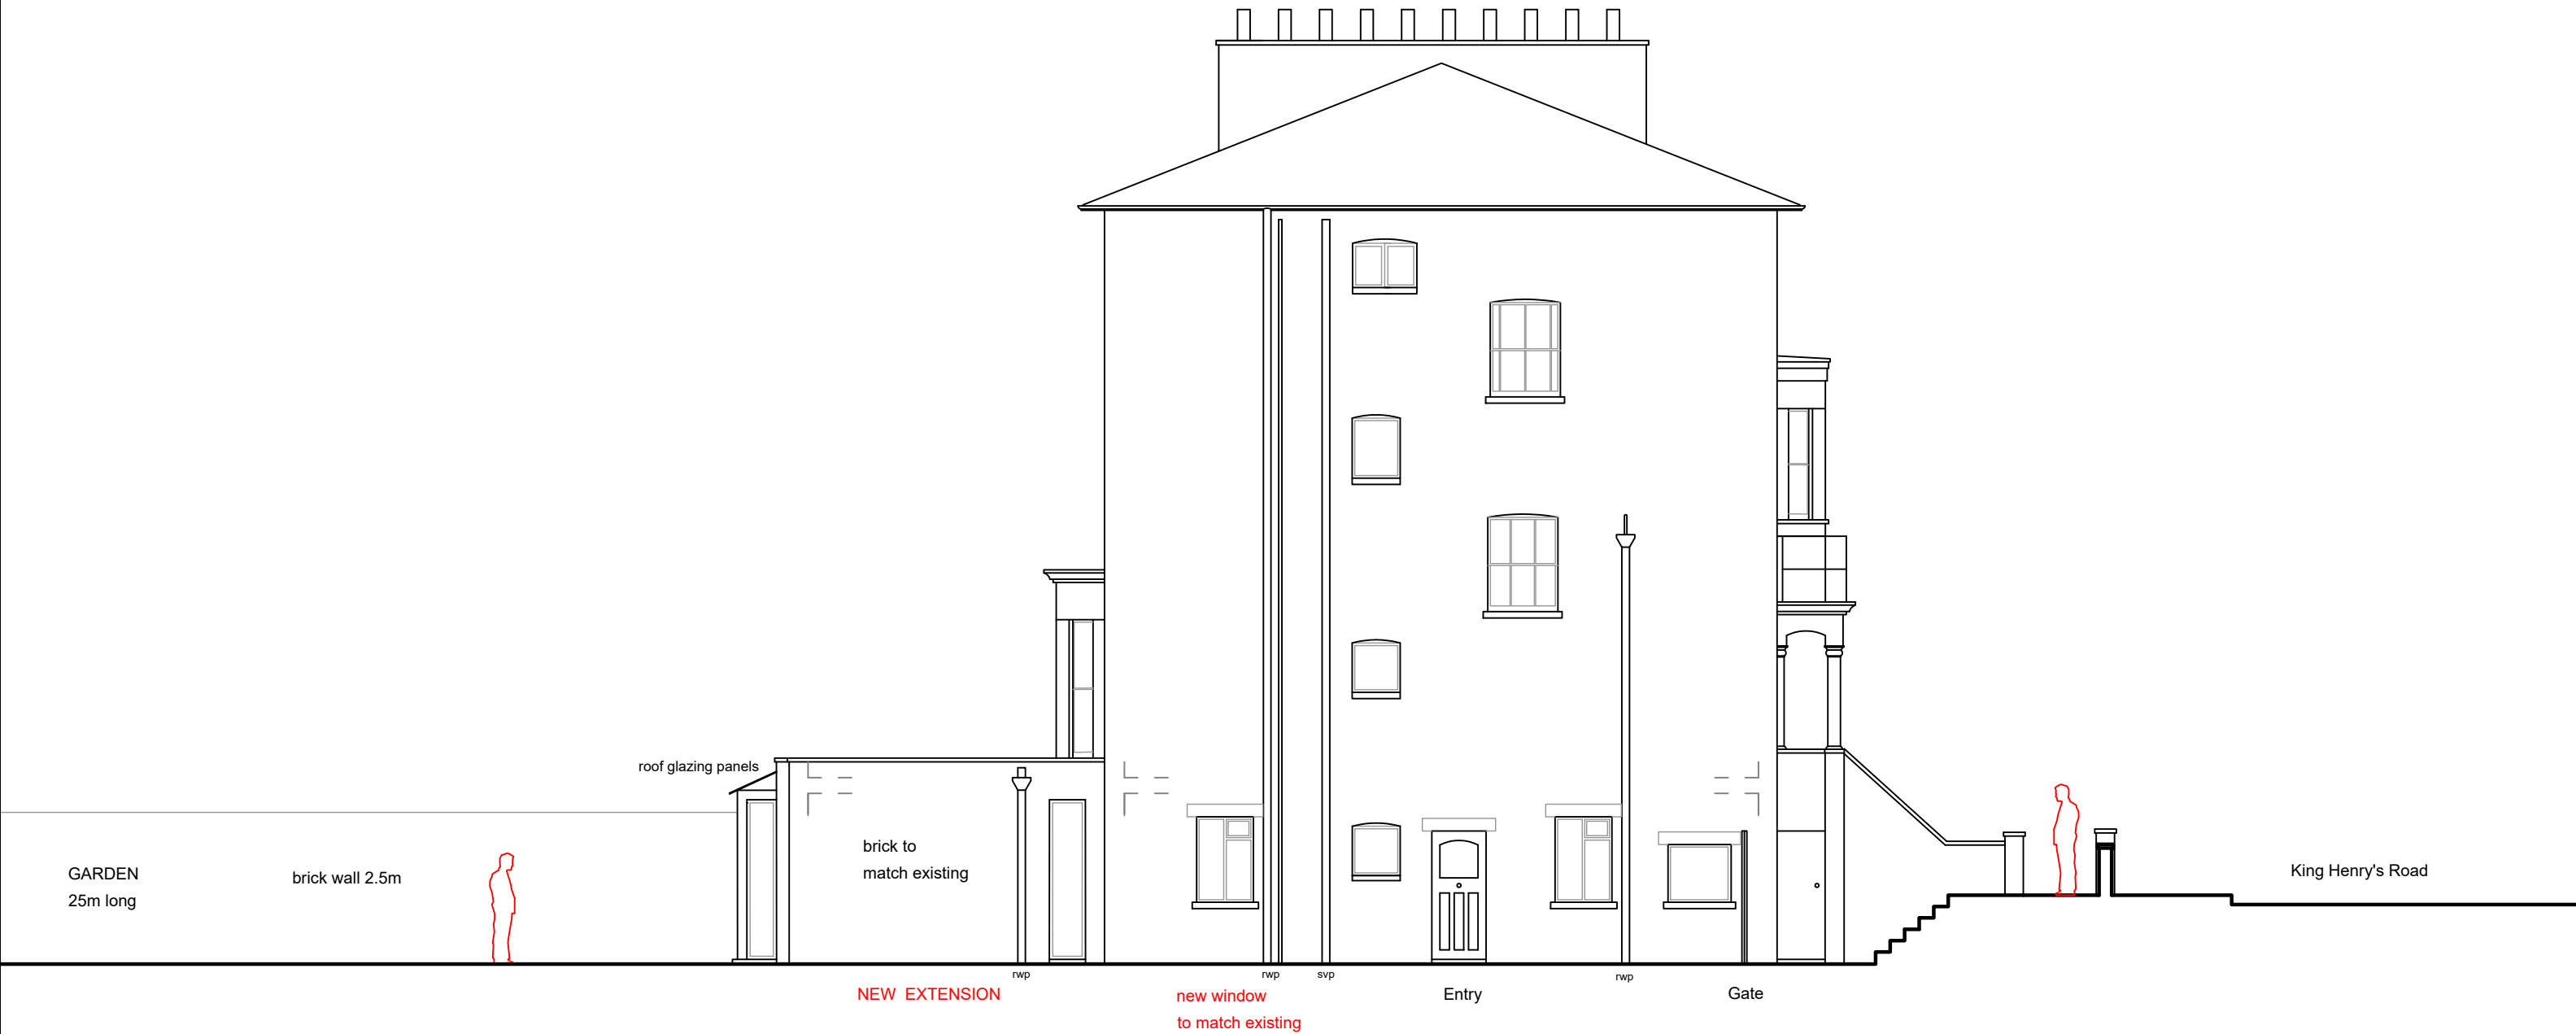 roof glazing panels
brick to
match existing
GARDEN
25m long
brick wall 2.5m
King Henry's Road
rwp
rwp
svp
rwp
NEW EXTENSION
new window
to match existing
Entry
Gate